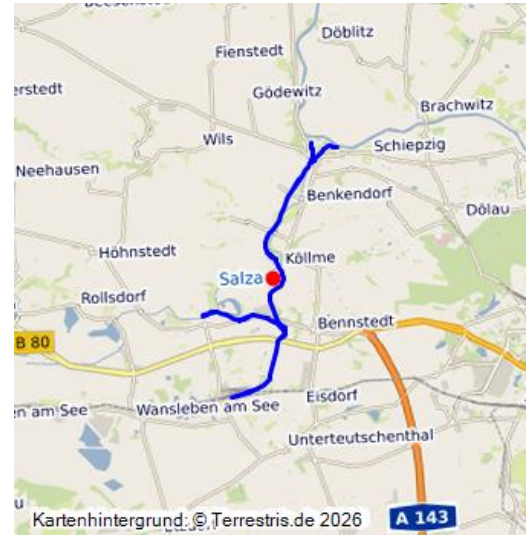 Döblitz
Fienstedt
Gödewitz
erstedt
Brachwitz
Wils
Schiepzig
Neehausen
Benkendorf
Dölau
Höhnstedt
Köllme
Salza
Rollsdorf
Bennstedt
B 80
en am See
Wansleben am See
Eisdorf
Unterteutschenthal
Kartenhintergrund: © Terrestris.de 2026
A 143